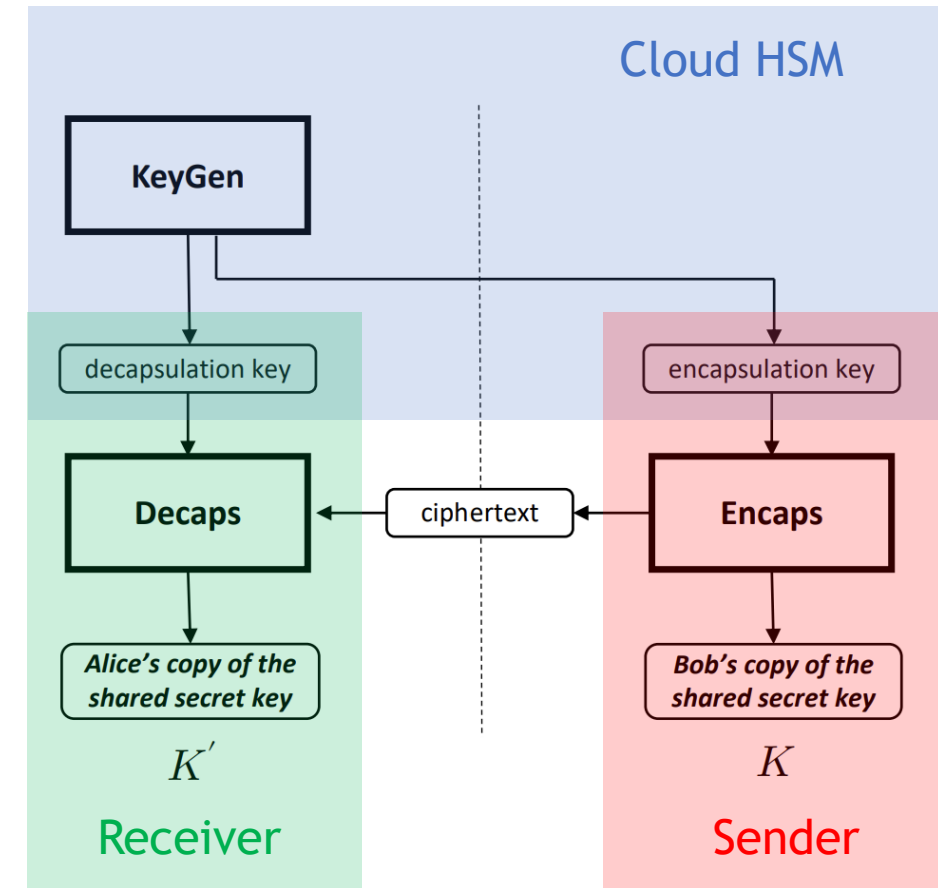 Cloud HSM
KeyGen
decapsulation key
encapsulation key
Decaps
ciphertext
Encaps
Alice's copy of the
shared secret key
Bob's copy of the
shared secret key
K′
K
Receiver
Sender